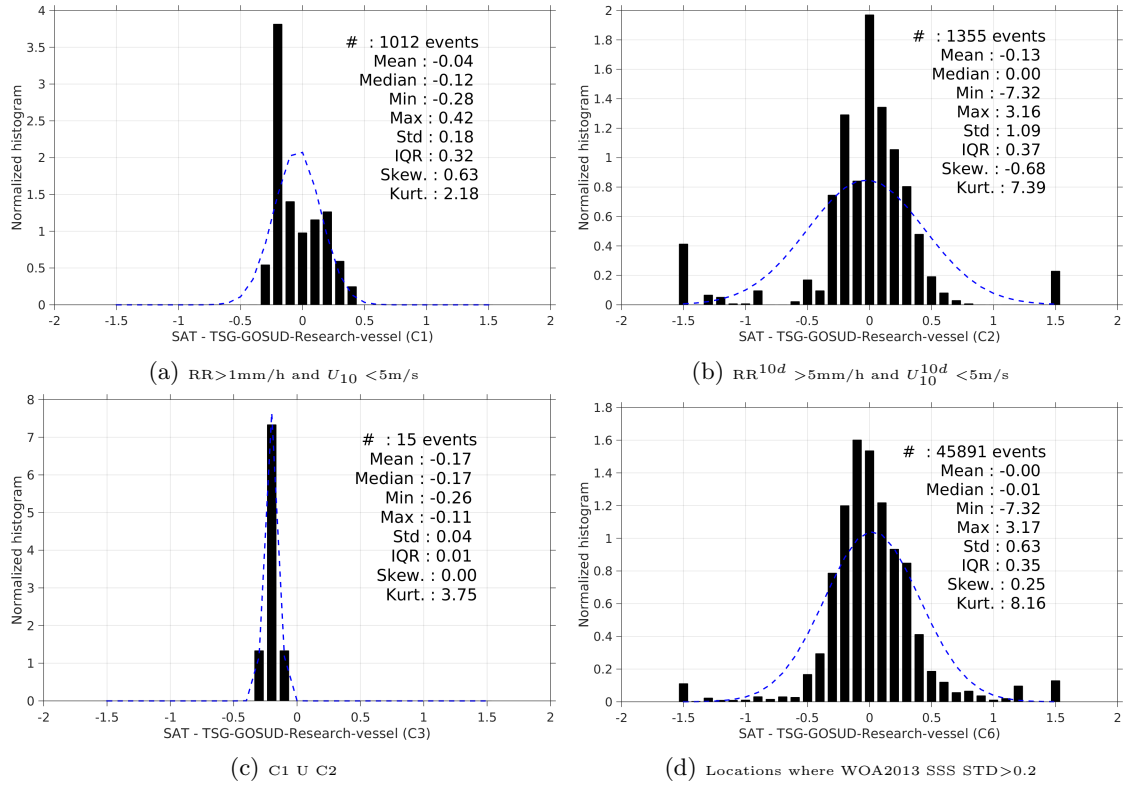 4
3.5
3
2.5
2
1.5
1
0.5
0
Normalized histogram
# : 1012 events
Mean : -0.04
Median : -0.12
Min : -0.28
Max : 0.42
Std : 0.18
IQR : 0.32
Skew. : 0.63
Kurt. : 2.18
-2 -1.5 -1 -0.5 0 0.5 1 1.5 2
SAT - TSG-GOSUD-Research-vessel (C1)
(a) RR>1mm/h and U10 <5m/s
2
1.8
1.6
1.4
1.2
1
0.8
0.6
0.4
0.2
0
Normalized histogram
# : 1355 events
Mean : -0.13
Median : 0.00
Min : -7.32
Max : 3.16
Std : 1.09
IQR : 0.37
Skew. : -0.68
Kurt. : 7.39
-2 -1.5 -1 -0.5 0 0.5 1 1.5 2
SAT - TSG-GOSUD-Research-vessel (C2)
(b) RR^10d >5mm/h and U10^10d <5m/s
8
7
6
5
4
3
2
1
0
Normalized histogram
# : 15 events
Mean : -0.17
Median : -0.17
Min : -0.26
Max : -0.11
Std : 0.04
IQR : 0.01
Skew. : 0.00
Kurt. : 3.75
-2 -1.5 -1 -0.5 0 0.5 1 1.5 2
SAT - TSG-GOSUD-Research-vessel (C3)
(c) C1 U C2
1.8
1.6
1.4
1.2
1
0.8
0.6
0.4
0.2
0
Normalized histogram
# : 45891 events
Mean : -0.00
Median : -0.01
Min : -7.32
Max : 3.17
Std : 0.63
IQR : 0.35
Skew. : 0.25
Kurt. : 8.16
-2 -1.5 -1 -0.5 0 0.5 1 1.5 2
SAT - TSG-GOSUD-Research-vessel (C6)
(d) Locations where WOA2013 SSS STD>0.2